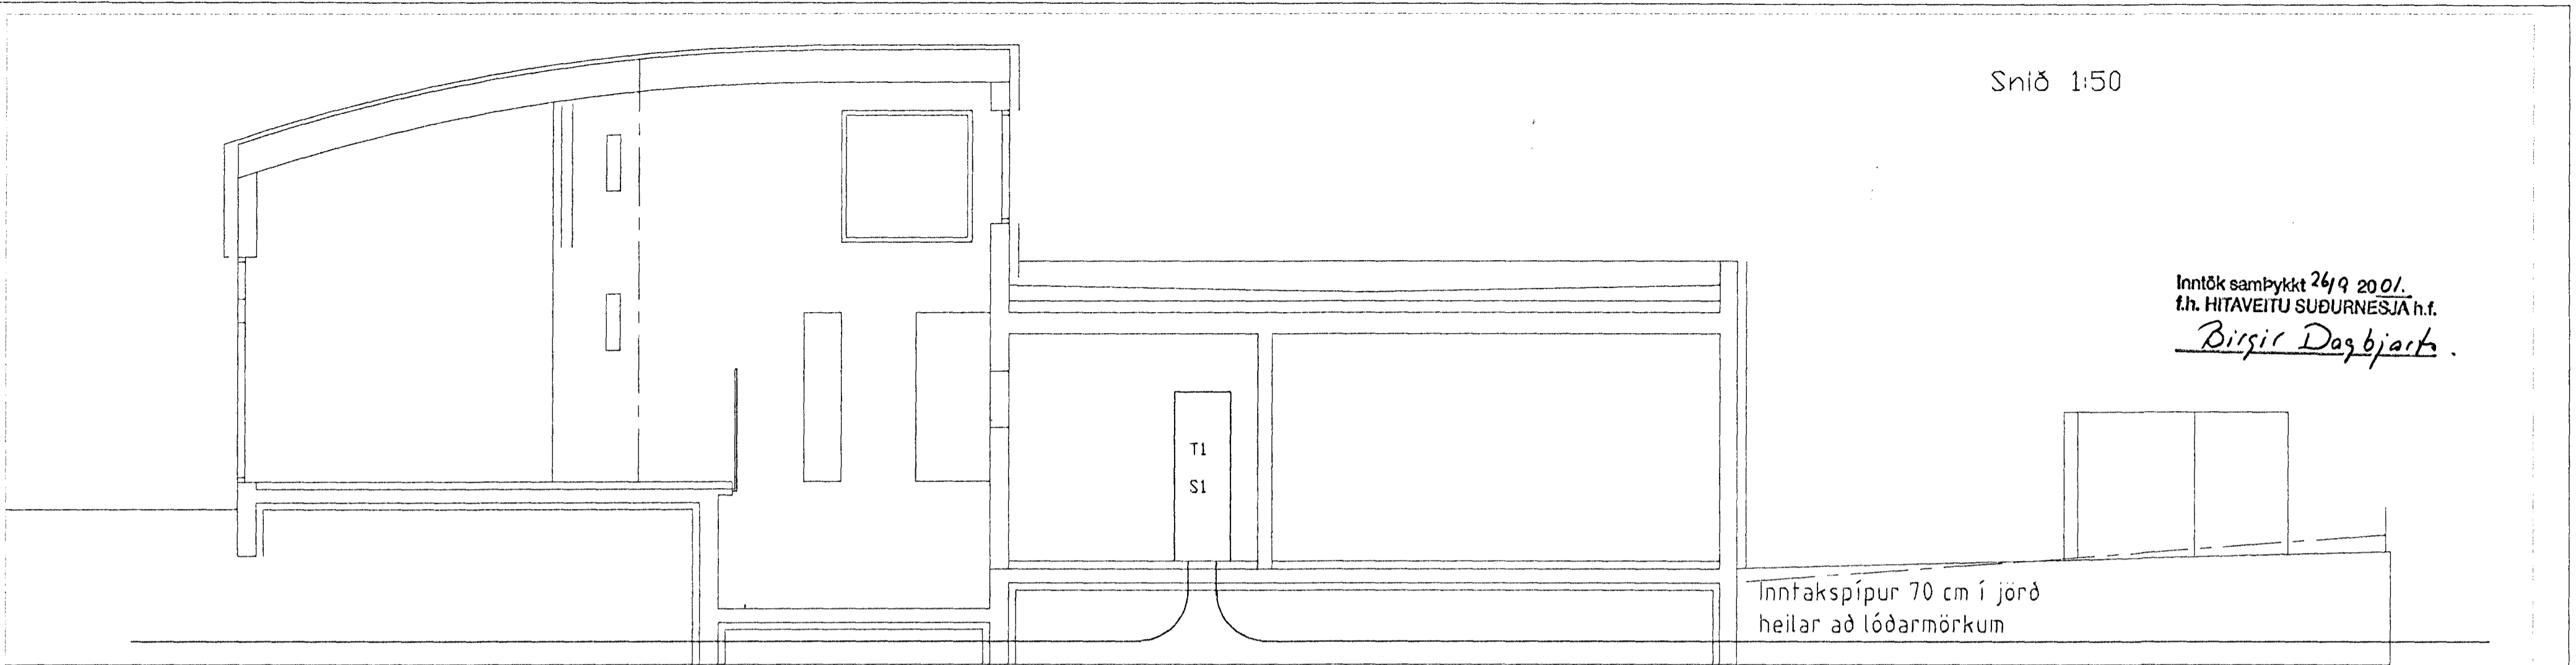 Snið 1:50
Inntök samþykkt 26/9 2001.
f.h. HITAVEITU SUÐURNESJA h.f.
Birgir Dagbjarts.
T1
S1
Inntakspípur 70 cm í jörð
heilar að lóðarmörkum